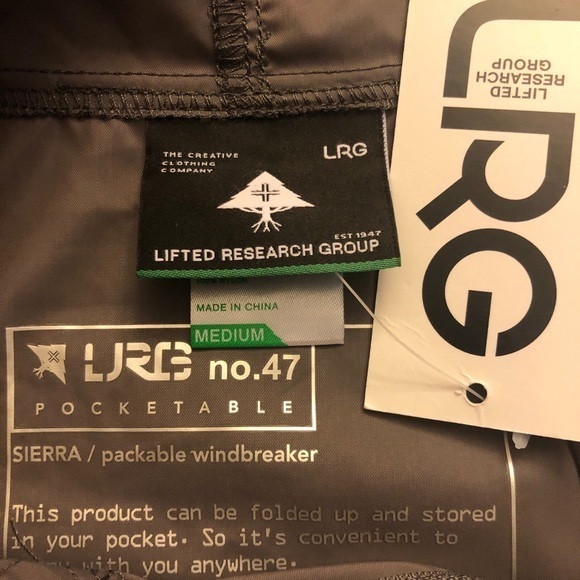 THE CREATIVE
CLOTHING
COMPANY
LRG
EST 1947
LIFTED RESEARCH GROUP
MADE IN CHINA
MEDIUM
LRG
LIFTED
RESEARCH
GROUP
LRG no.47
POCKETABLE
SIERRA / packable windbreaker
This product can be folded up and stored
in your pocket. So it's convenient to
with you anywhere.